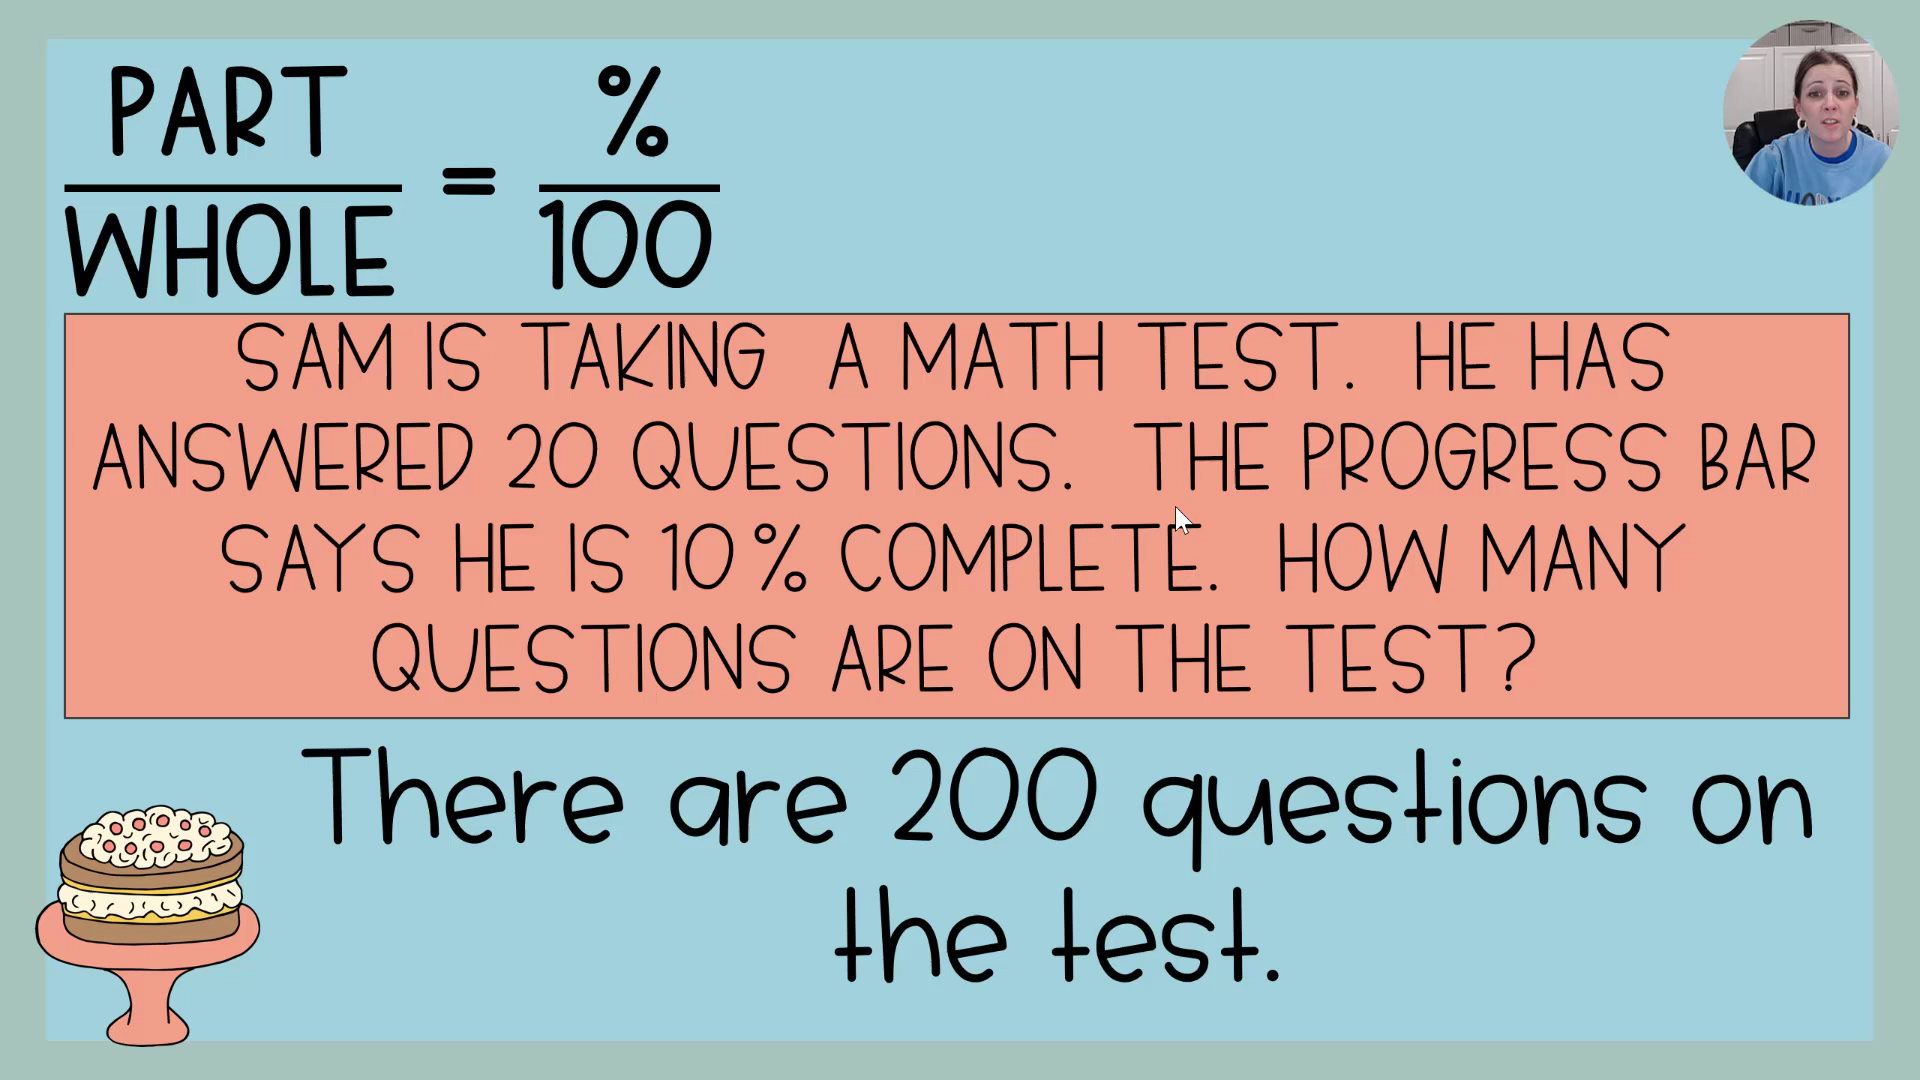 PART
WHOLE
=
%
100
SAM IS TAKING A MATH TEST. HE HAS
ANSWERED 20 QUESTIONS. THE PROGRESS BAR
SAYS HE IS 10% COMPLETE. HOW MANY
QUESTIONS ARE ON THE TEST?
There are 200 questions on
the test.